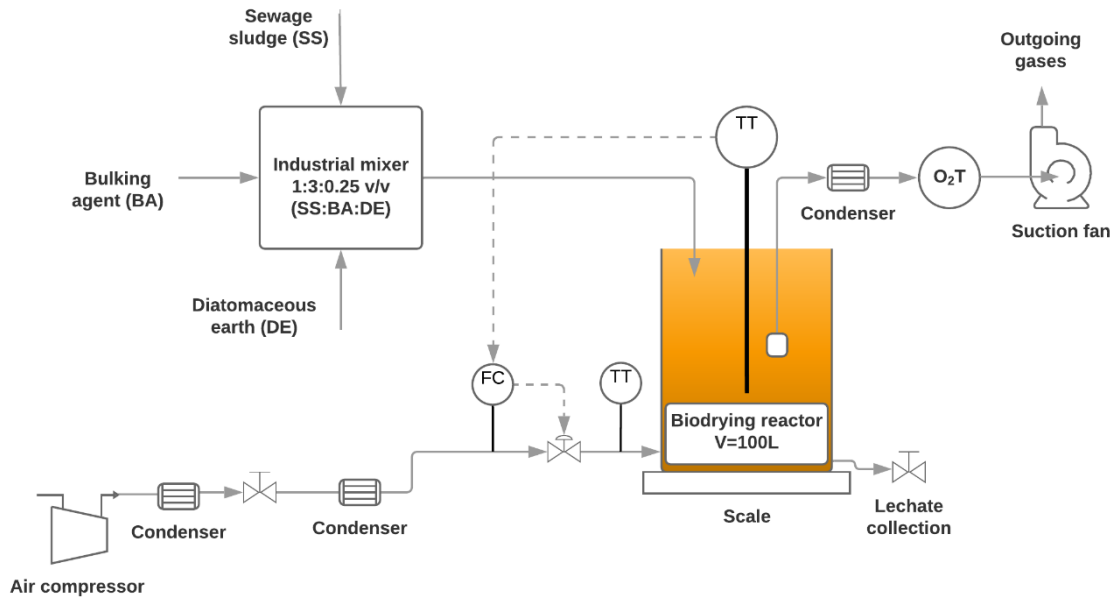 Sewage
sludge (SS)
Outgoing
gases
TT
Industrial mixer
1:3:0.25 v/v
(SS:BA:DE)
Bulking
agent (BA)
O₂T
Condenser
Suction fan
Diatomaceous
earth (DE)
FC
TT
Biodrying reactor
V=100L
Condenser
Condenser
Scale
Lechate
collection
Air compressor